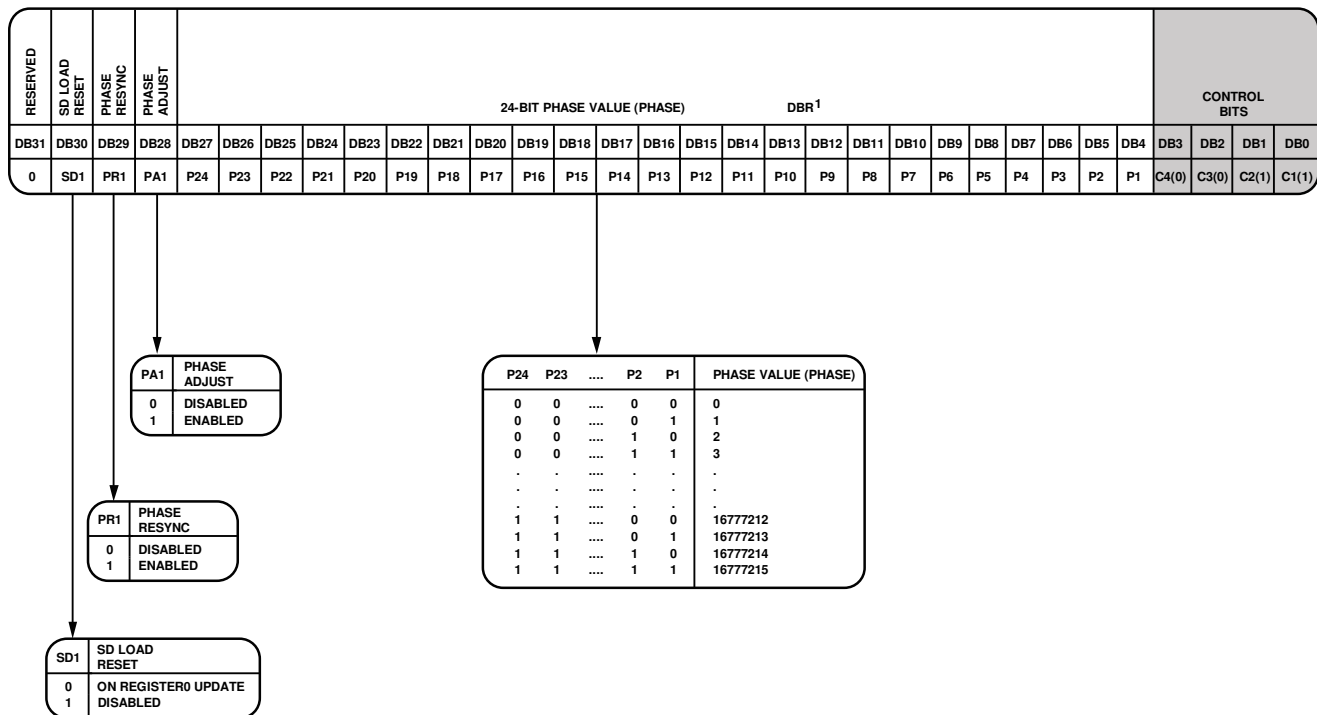 RESERVED
SD LOAD
RESET
PHASE
RESYNC
PHASE
ADJUST
24-BIT PHASE VALUE (PHASE) DBR1
CONTROL
BITS
DB31 DB30 DB29 DB28 DB27 DB26 DB25 DB24 DB23 DB22 DB21 DB20 DB19 DB18 DB17 DB16 DB15 DB14 DB13 DB12 DB11 DB10 DB9 DB8 DB7 DB6 DB5 DB4 DB3 DB2 DB1 DB0
0 SD1 PR1 PA1 P24 P23 P22 P21 P20 P19 P18 P17 P16 P15 P14 P13 P12 P11 P10 P9 P8 P7 P6 P5 P4 P3 P2 P1 C4(0) C3(0) C2(1) C1(1)
PA1 PHASE
ADJUST
0 DISABLED
1 ENABLED
P24 P23 .... P2 P1 PHASE VALUE (PHASE)
0 0 .... 0 0 0
0 0 .... 0 1 1
0 0 .... 1 0 2
0 0 .... 1 1 3
. . .... . . .
. . .... . . .
. . .... . . .
1 1 .... 0 0 16777212
1 1 .... 0 1 16777213
1 1 .... 1 0 16777214
1 1 .... 1 1 16777215
PR1 PHASE
RESYNC
0 DISABLED
1 ENABLED
SD1 SD LOAD
RESET
0 ON REGISTER0 UPDATE
1 DISABLED